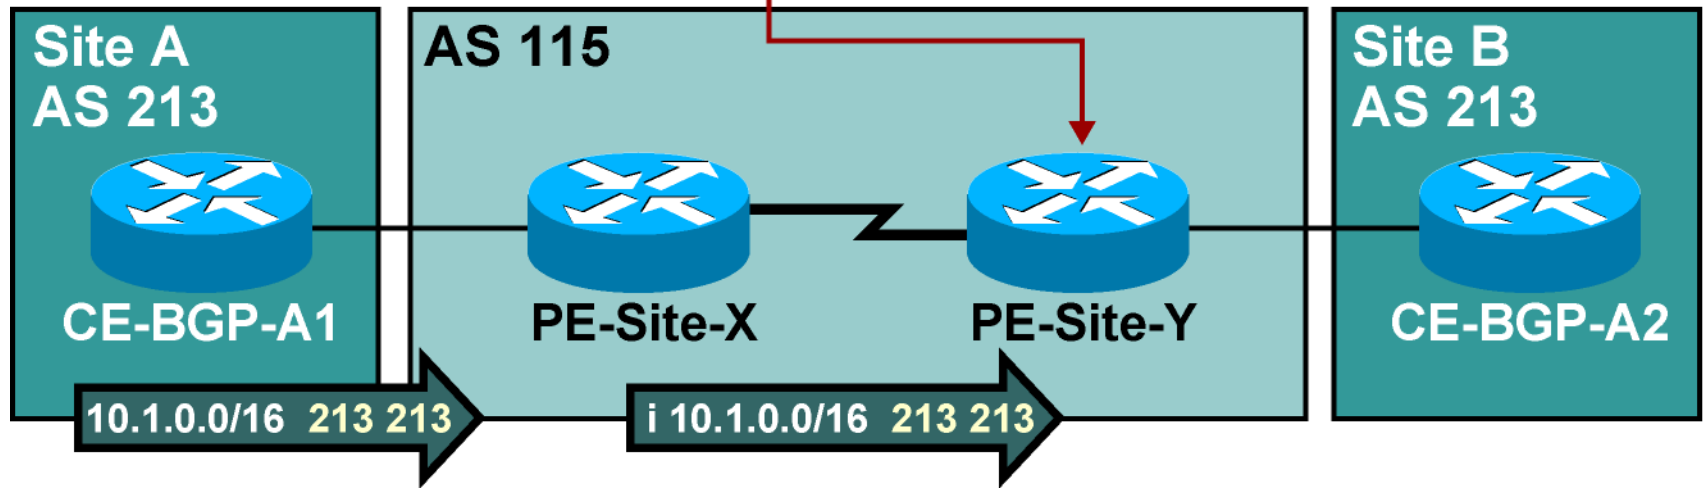 Site A
AS 213
AS 115
Site B
AS 213
CE-BGP-A1
PE-Site-X
PE-Site-Y
CE-BGP-A2
10.1.0.0/16 213 213
i 10.1.0.0/16 213 213